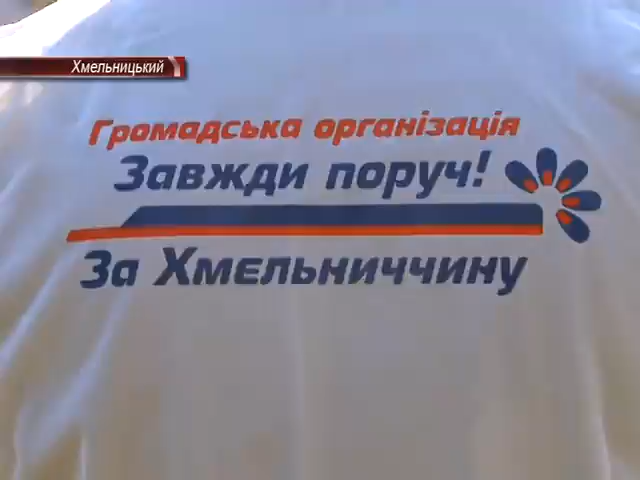 Хмельницький
Громадська організація
Завжди поруч!
За Хмельниччину